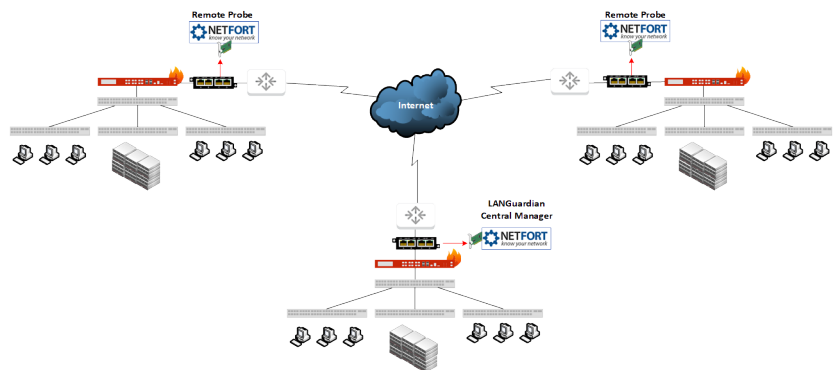 Remote Probe
NETFORT
know your network
Remote Probe
NETFORT
know your network
Internet
LANGuardian
Central Manager
NETFORT
know your network